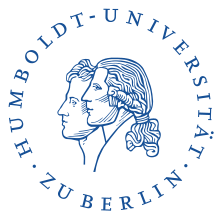 HUMBOLDT-UNIVERSITÄT
· ZU BERLIN ·